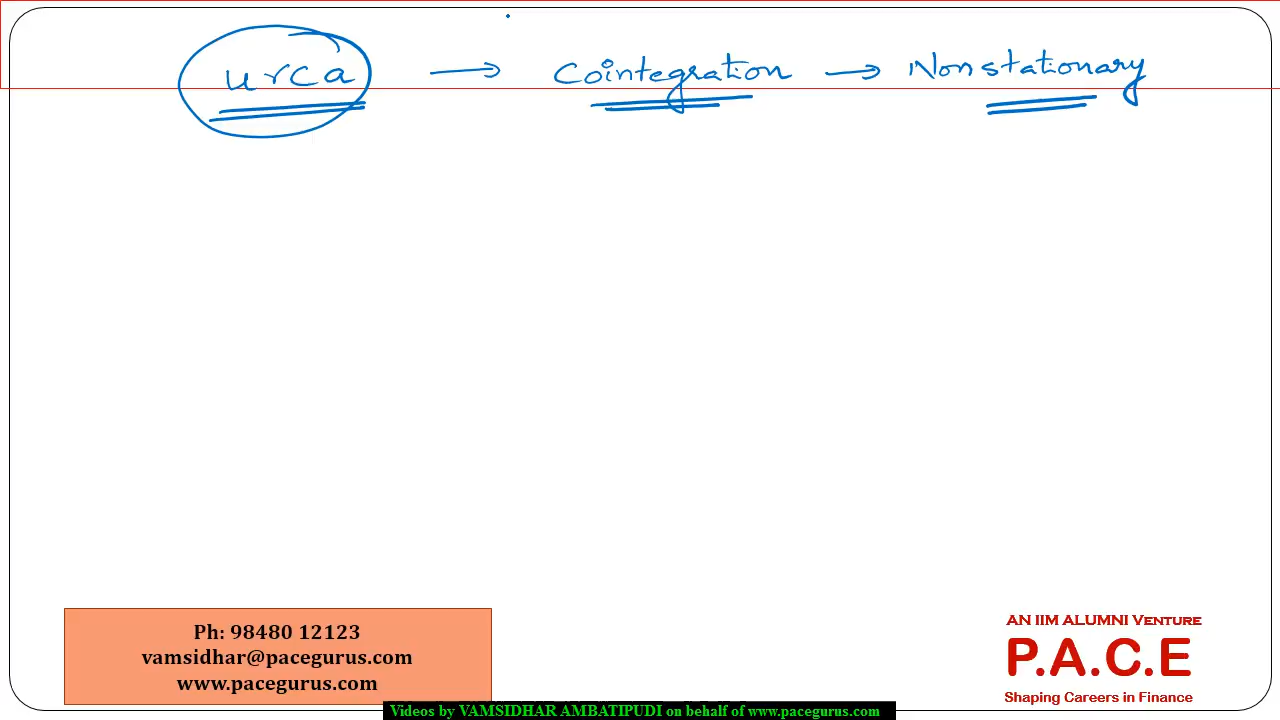 urca → Cointegration → Nonstationary
Ph: 98480 12123
vamsidhar@pacegurus.com
www.pacegurus.com
AN IIM ALUMNI VENTURE
P.A.C.E
Shaping Careers in Finance
Videos by VAMSIDHAR AMBATIPUDI on behalf of www.pacegurus.com